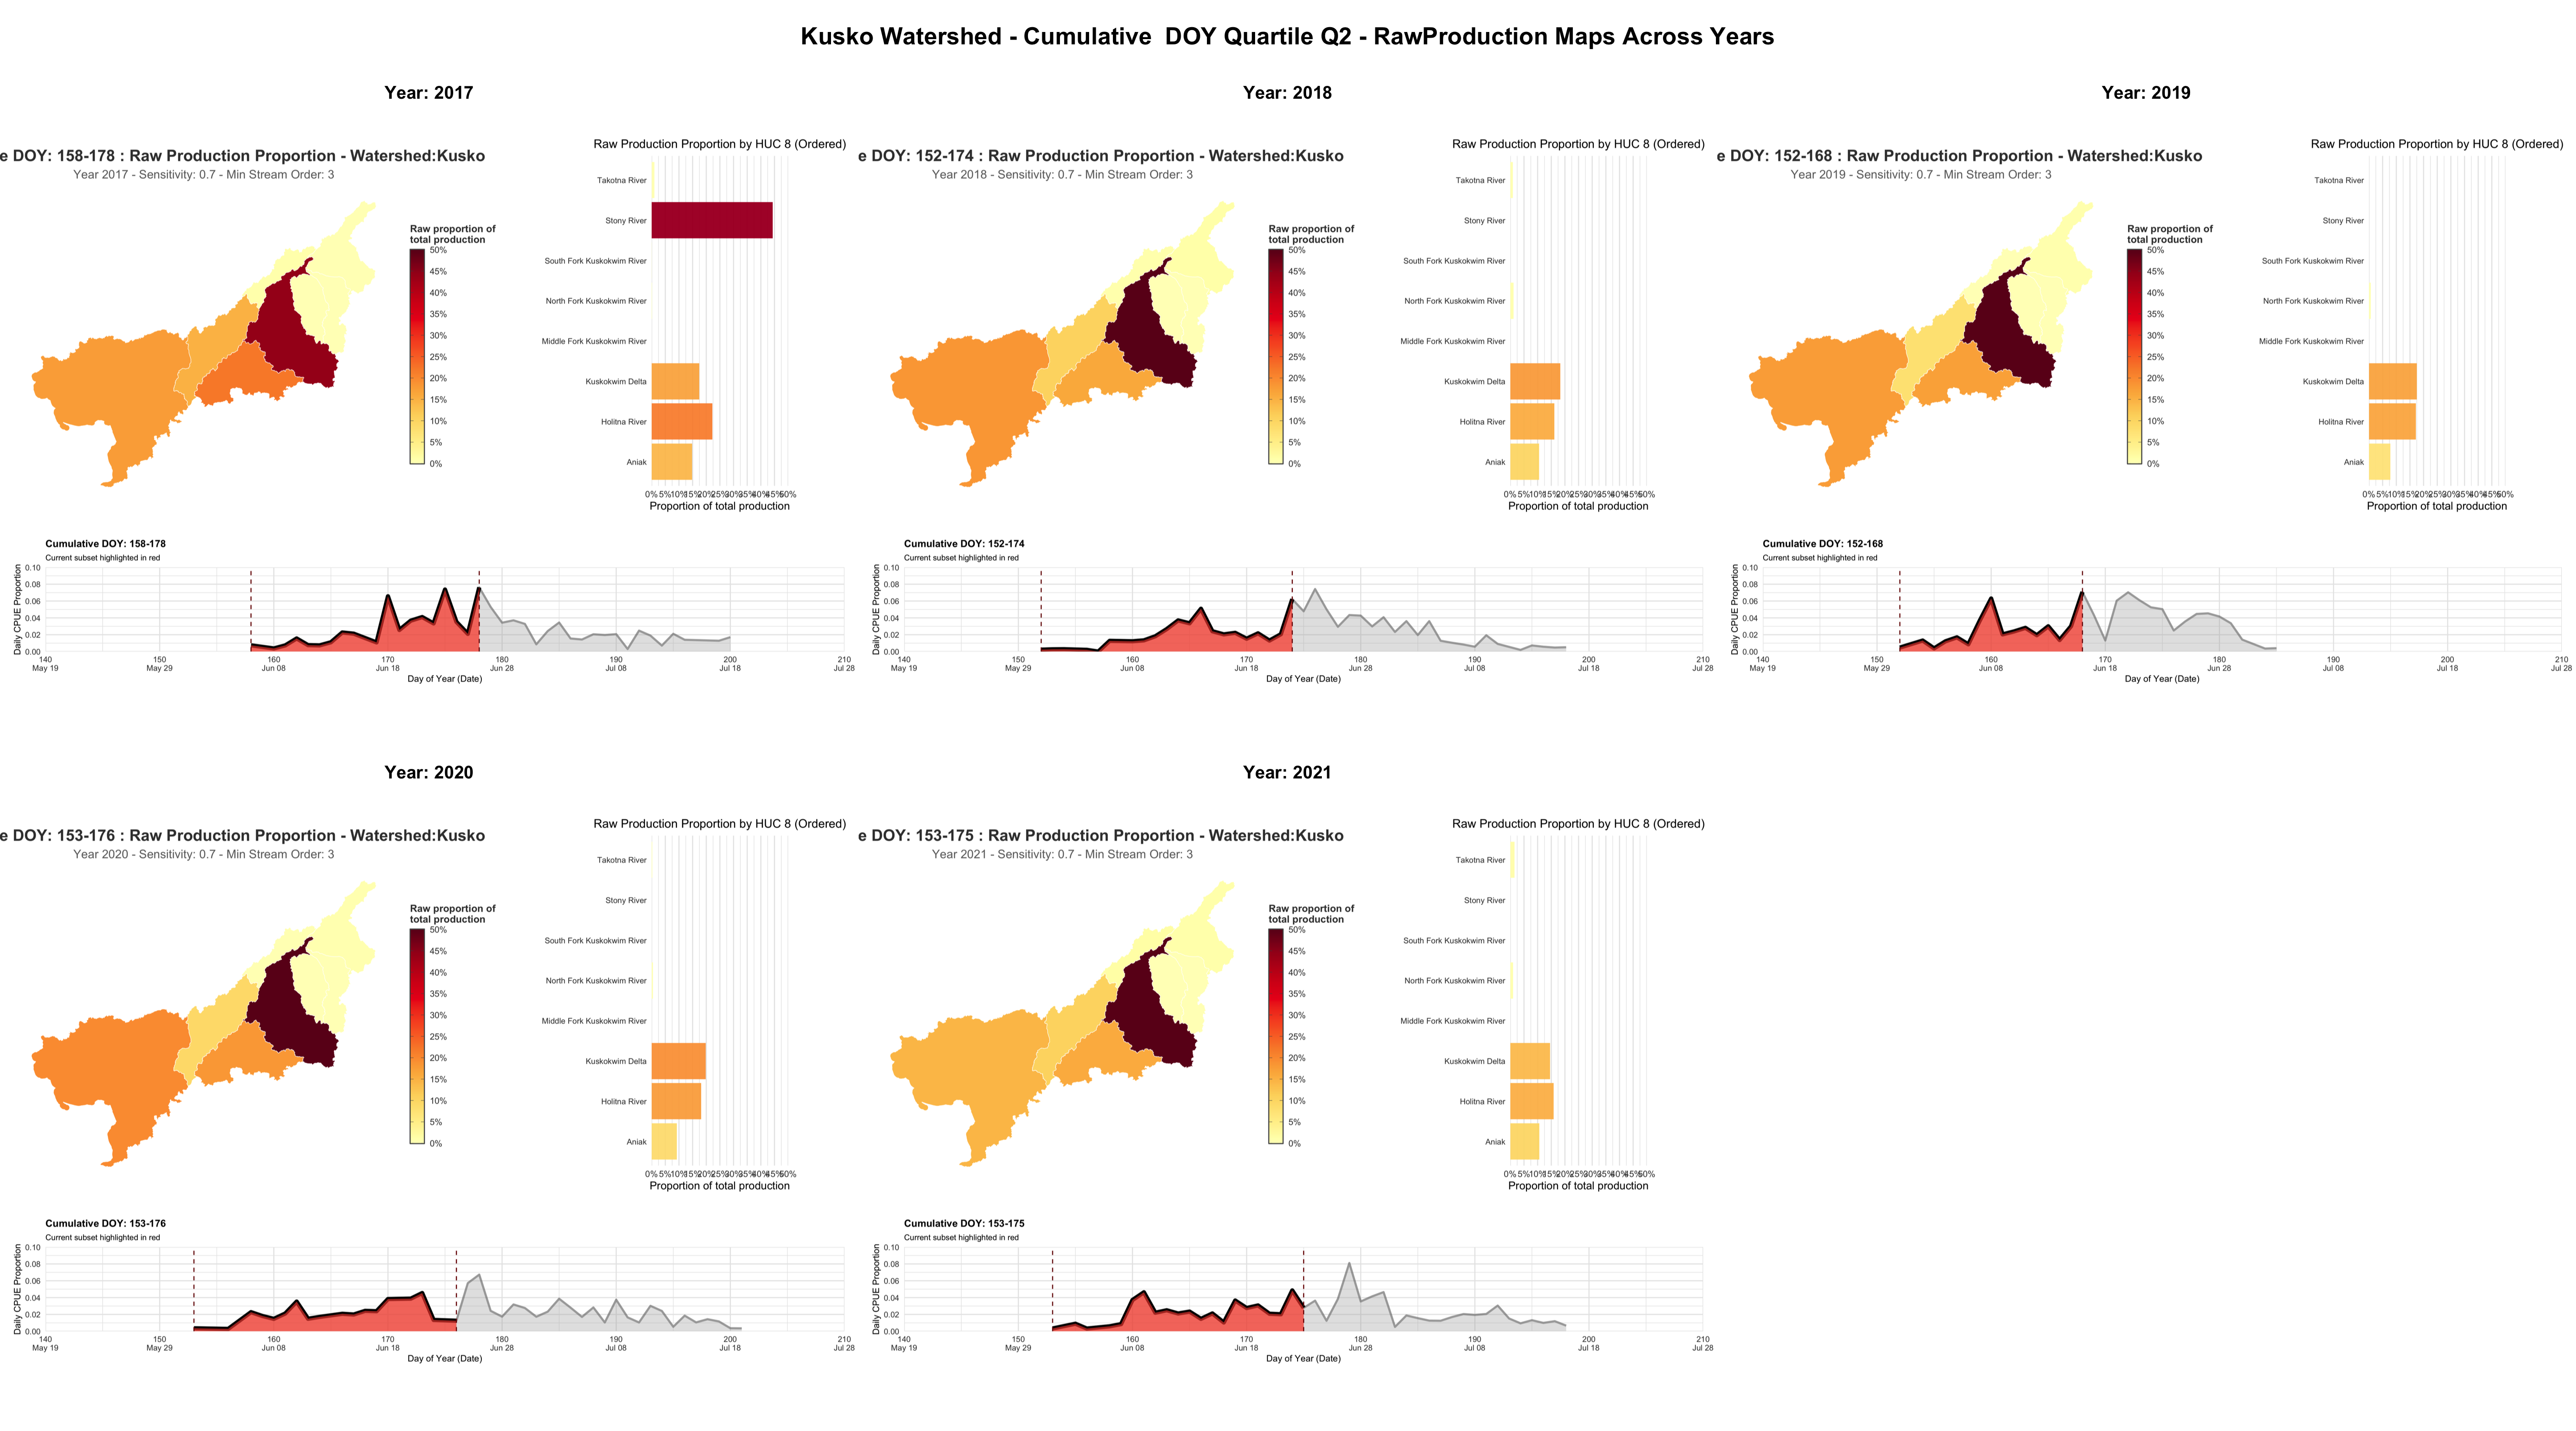 Kusko Watershed - Cumulative  DOY Quartile Q2 - RawProduction Maps Across Years
Year: 2017
e DOY: 158-178 : Raw Production Proportion - Watershed:Kusko
Year 2017 - Sensitivity: 0.7 - Min Stream Order: 3
Raw proportion of
total production
50%
45%
40%
35%
30%
25%
20%
15%
10%
5%
0%
Raw Production Proportion by HUC 8 (Ordered)
Takotna River
Stony River
South Fork Kuskokwim River
North Fork Kuskokwim River
Middle Fork Kuskokwim River
Kuskokwim Delta
Holitna River
Aniak
0% 5% 10% 15% 20% 25% 30% 35% 40% 45% 50%
Proportion of total production
Cumulative DOY: 158-178
Current subset highlighted in red
Daily CPUE Proportion
0.10
0.08
0.06
0.04
0.02
0.00
140 150 160 170 180 190 200 210
May 19 May 29 Jun 08 Jun 18 Jun 28 Jul 08 Jul 18 Jul 28
Day of Year (Date)
Year: 2018
e DOY: 152-174 : Raw Production Proportion - Watershed:Kusko
Year 2018 - Sensitivity: 0.7 - Min Stream Order: 3
Raw proportion of
total production
50%
45%
40%
35%
30%
25%
20%
15%
10%
5%
0%
Raw Production Proportion by HUC 8 (Ordered)
Takotna River
Stony River
South Fork Kuskokwim River
North Fork Kuskokwim River
Middle Fork Kuskokwim River
Kuskokwim Delta
Holitna River
Aniak
0% 5% 10% 15% 20% 25% 30% 35% 40% 45% 50%
Proportion of total production
Cumulative DOY: 152-174
Current subset highlighted in red
Daily CPUE Proportion
0.10
0.08
0.06
0.04
0.02
0.00
140 150 160 170 180 190 200 210
May 19 May 29 Jun 08 Jun 18 Jun 28 Jul 08 Jul 18 Jul 28
Day of Year (Date)
Year: 2019
e DOY: 152-168 : Raw Production Proportion - Watershed:Kusko
Year 2019 - Sensitivity: 0.7 - Min Stream Order: 3
Raw proportion of
total production
50%
45%
40%
35%
30%
25%
20%
15%
10%
5%
0%
Raw Production Proportion by HUC 8 (Ordered)
Takotna River
Stony River
South Fork Kuskokwim River
North Fork Kuskokwim River
Middle Fork Kuskokwim River
Kuskokwim Delta
Holitna River
Aniak
0% 5% 10% 15% 20% 25% 30% 35% 40% 45% 50%
Proportion of total production
Cumulative DOY: 152-168
Current subset highlighted in red
Daily CPUE Proportion
0.10
0.08
0.06
0.04
0.02
0.00
140 150 160 170 180 190 200 210
May 19 May 29 Jun 08 Jun 18 Jun 28 Jul 08 Jul 18 Jul 28
Day of Year (Date)
Year: 2020
e DOY: 153-176 : Raw Production Proportion - Watershed:Kusko
Year 2020 - Sensitivity: 0.7 - Min Stream Order: 3
Raw proportion of
total production
50%
45%
40%
35%
30%
25%
20%
15%
10%
5%
0%
Raw Production Proportion by HUC 8 (Ordered)
Takotna River
Stony River
South Fork Kuskokwim River
North Fork Kuskokwim River
Middle Fork Kuskokwim River
Kuskokwim Delta
Holitna River
Aniak
0% 5% 10% 15% 20% 25% 30% 35% 40% 45% 50%
Proportion of total production
Cumulative DOY: 153-176
Current subset highlighted in red
Daily CPUE Proportion
0.10
0.08
0.06
0.04
0.02
0.00
140 150 160 170 180 190 200 210
May 19 May 29 Jun 08 Jun 18 Jun 28 Jul 08 Jul 18 Jul 28
Day of Year (Date)
Year: 2021
e DOY: 153-175 : Raw Production Proportion - Watershed:Kusko
Year 2021 - Sensitivity: 0.7 - Min Stream Order: 3
Raw proportion of
total production
50%
45%
40%
35%
30%
25%
20%
15%
10%
5%
0%
Raw Production Proportion by HUC 8 (Ordered)
Takotna River
Stony River
South Fork Kuskokwim River
North Fork Kuskokwim River
Middle Fork Kuskokwim River
Kuskokwim Delta
Holitna River
Aniak
0% 5% 10% 15% 20% 25% 30% 35% 40% 45% 50%
Proportion of total production
Cumulative DOY: 153-175
Current subset highlighted in red
Daily CPUE Proportion
0.10
0.08
0.06
0.04
0.02
0.00
140 150 160 170 180 190 200 210
May 19 May 29 Jun 08 Jun 18 Jun 28 Jul 08 Jul 18 Jul 28
Day of Year (Date)